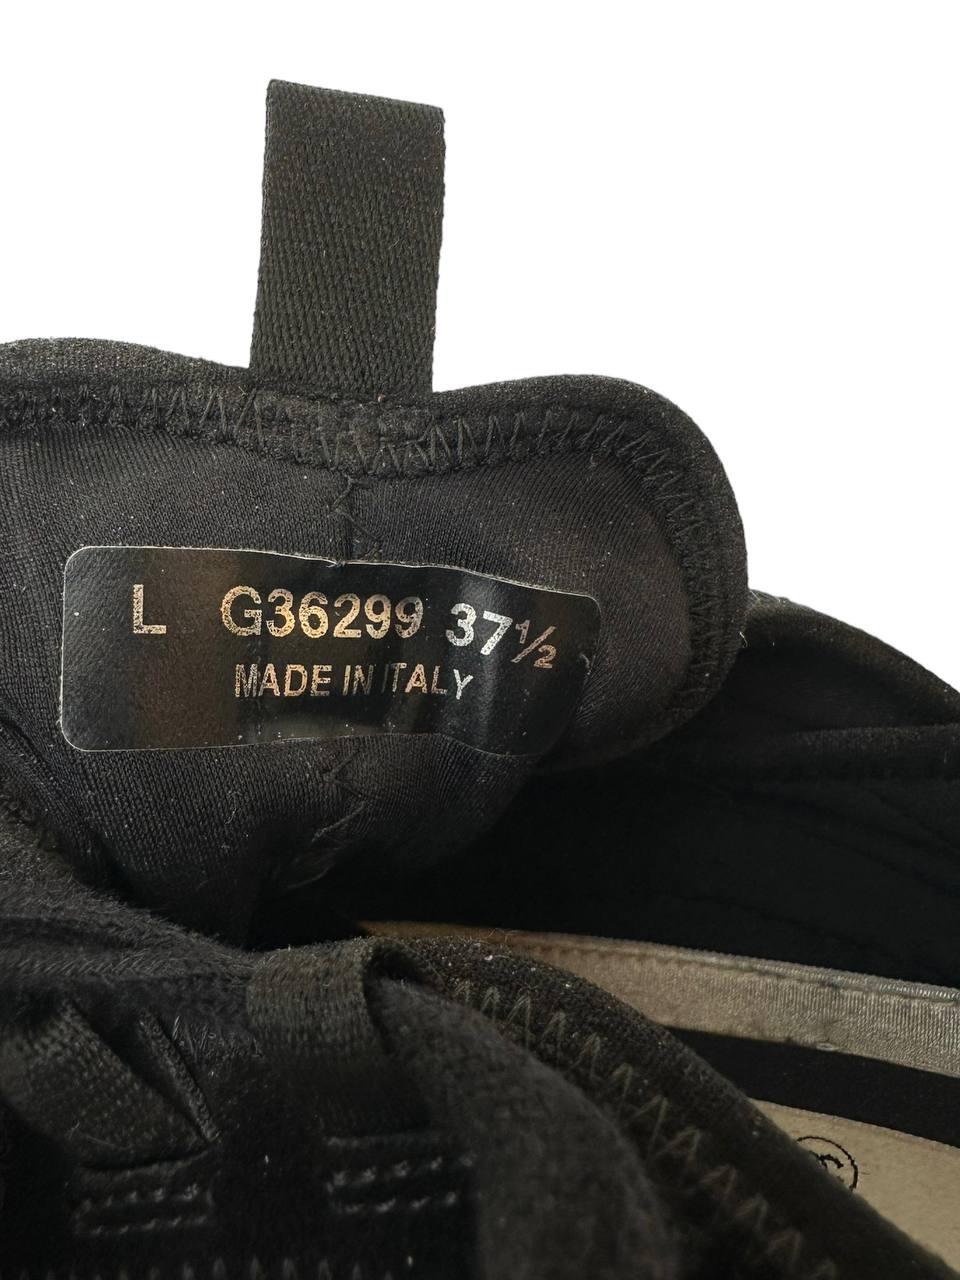 L G36299 37½
MADE IN ITALY